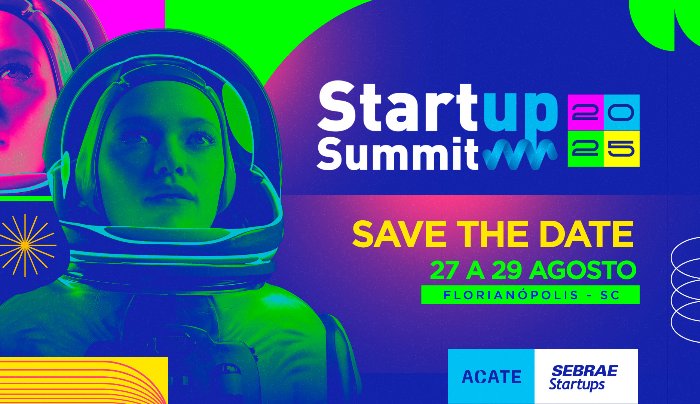 Startup
Summit
20
25
SAVE THE DATE
27 A 29 AGOSTO
FLORIANÓPOLIS - SC
ACATE
SEBRAE
Startups